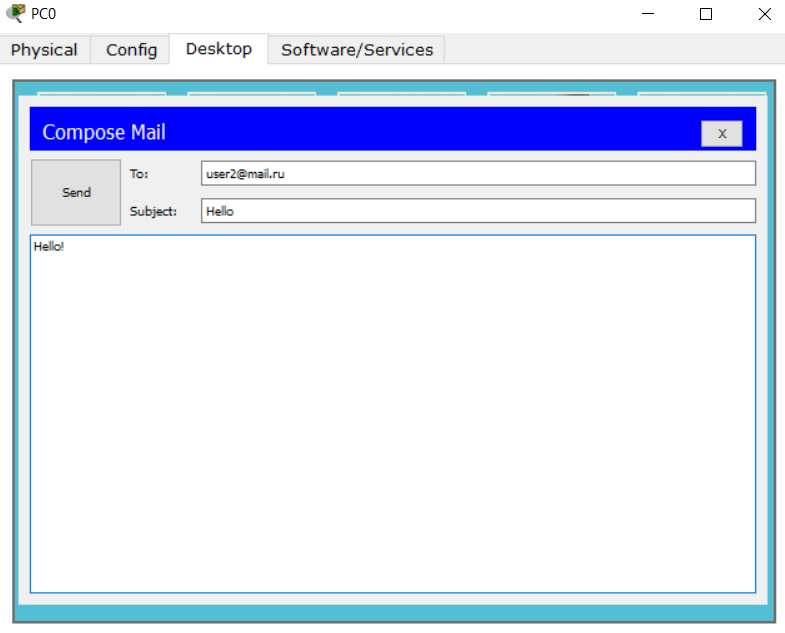 PC0
Physical Config Desktop Software/Services
Compose Mail
X
Send
To:
user2@mail.ru
Subject:
Hello
Hello!